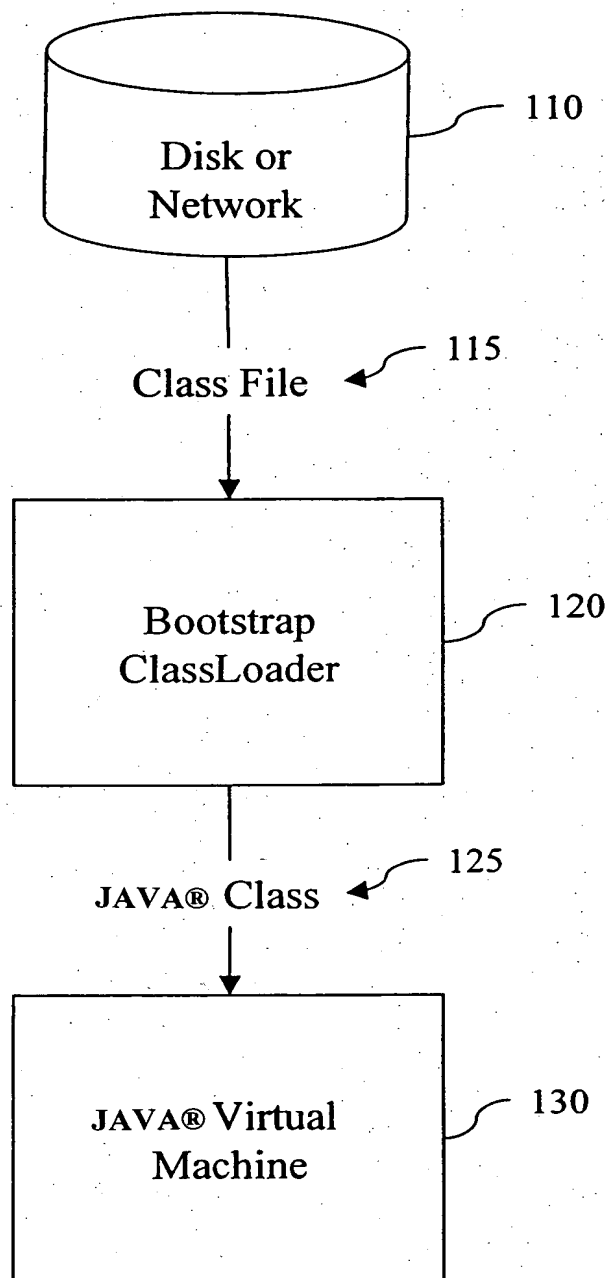 Disk or
Network
110
Class File
115
Bootstrap
ClassLoader
120
JAVA® Class
125
JAVA® Virtual
Machine
130